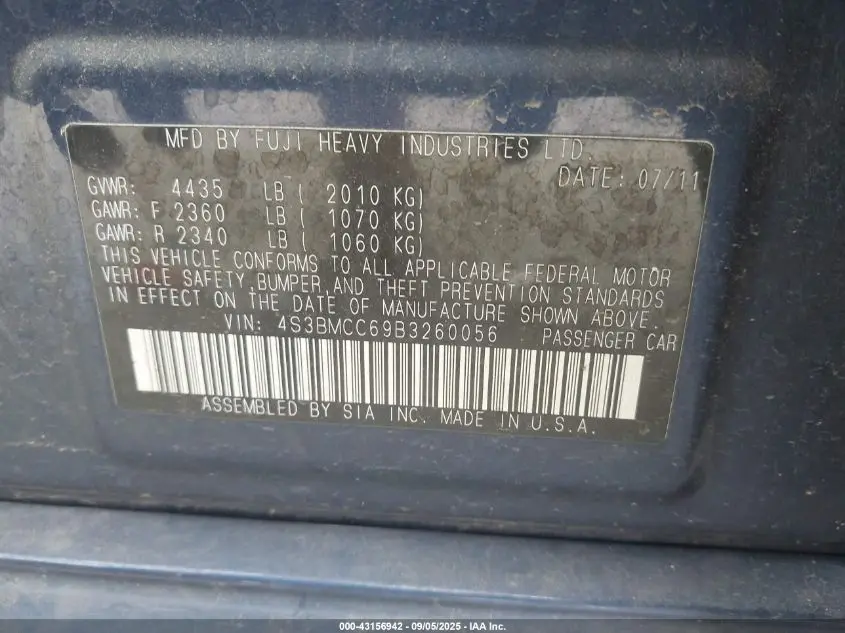 MFD BY FUJI HEAVY INDUSTRIES LTD.
DATE: 07/11
GVWR: 4435 LB ( 2010 KG)
GAWR: F 2360 LB ( 1070 KG)
GAWR: R 2340 LB ( 1060 KG)
THIS VEHICLE CONFORMS TO ALL APPLICABLE FEDERAL MOTOR
VEHICLE SAFETY, BUMPER, AND THEFT PREVENTION STANDARDS
IN EFFECT ON THE DATE OF MANUFACTURE SHOWN ABOVE.
VIN: 4S3BMCC69B3260056 PASSENGER CAR
ASSEMBLED BY SIA INC. MADE IN U.S.A.
000-43156942 - 09/05/2025 - IAA Inc.